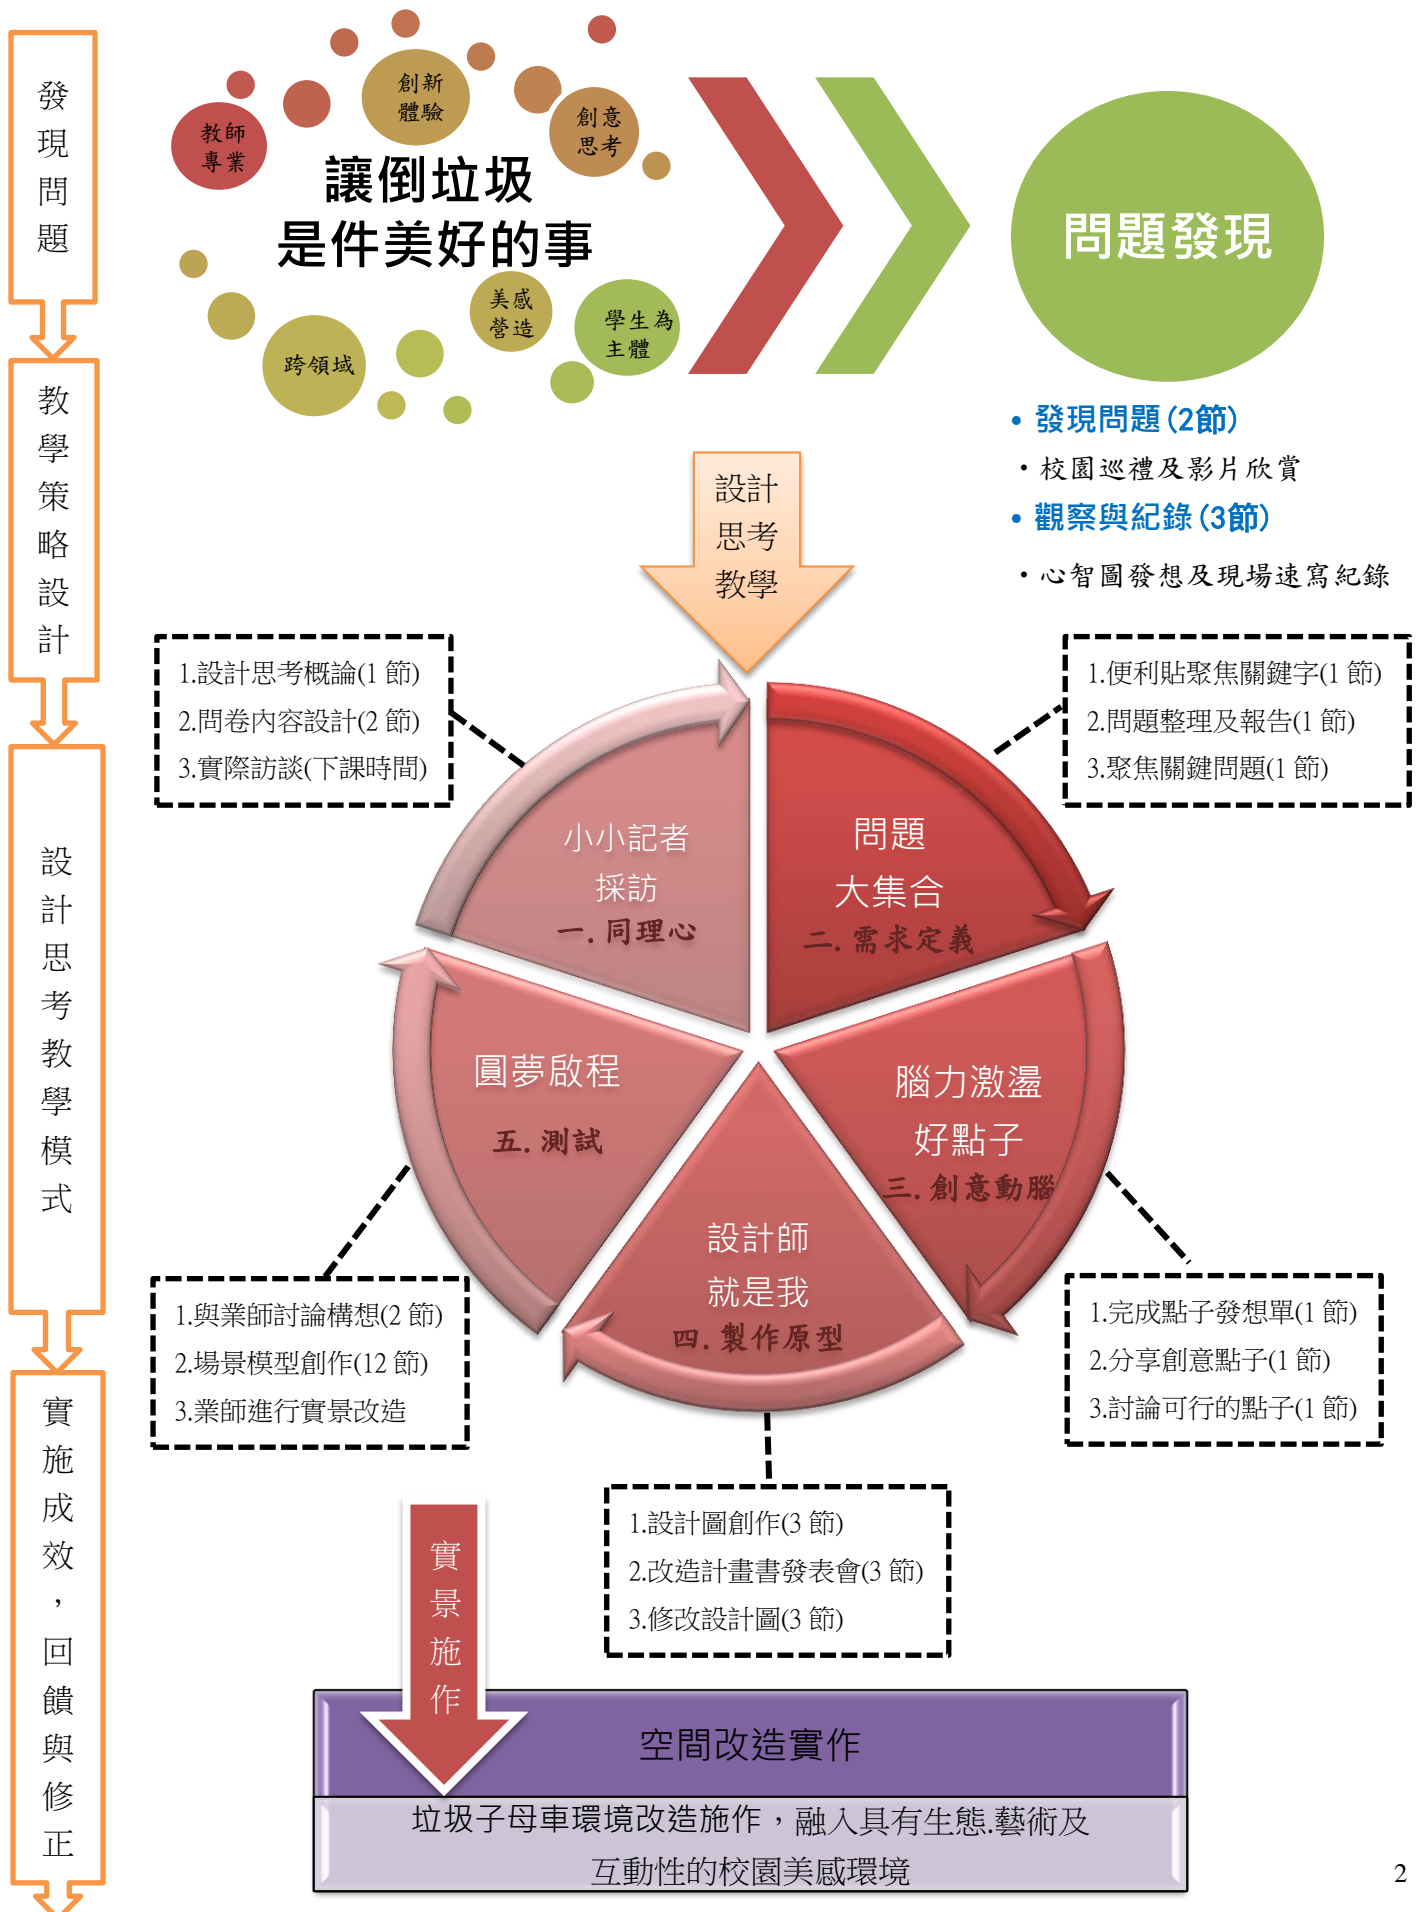 發現問題
教學策略設計
設計思考教學模式
實施成效，回饋與修正
教師
專業
創新
體驗
創意
思考
讓倒垃圾
是件美好的事
跨領域
美感
營造
學生為
主體
問題發現
• 發現問題(2節)
・校園巡禮及影片欣賞
• 觀察與紀錄(3節)
・心智圖發想及現場速寫紀錄
設計
思考
教學
1.設計思考概論(1 節)
2.問卷內容設計(2 節)
3.實際訪談(下課時間)
1.便利貼聚焦關鍵字(1 節)
2.問題整理及報告(1 節)
3.聚焦關鍵問題(1 節)
小小記者
採訪
一.同理心
問題
大集合
二.需求定義
腦力激盪
好點子
三.創意動腦
設計師
就是我
四.製作原型
圓夢啟程
五.測試
1.與業師討論構想(2 節)
2.場景模型創作(12 節)
3.業師進行實景改造
1.完成點子發想單(1 節)
2.分享創意點子(1 節)
3.討論可行的點子(1 節)
1.設計圖創作(3 節)
2.改造計畫書發表會(3 節)
3.修改設計圖(3 節)
實景施作
空間改造實作
垃圾子母車環境改造施作，融入具有生態.藝術及
互動性的校園美感環境
2